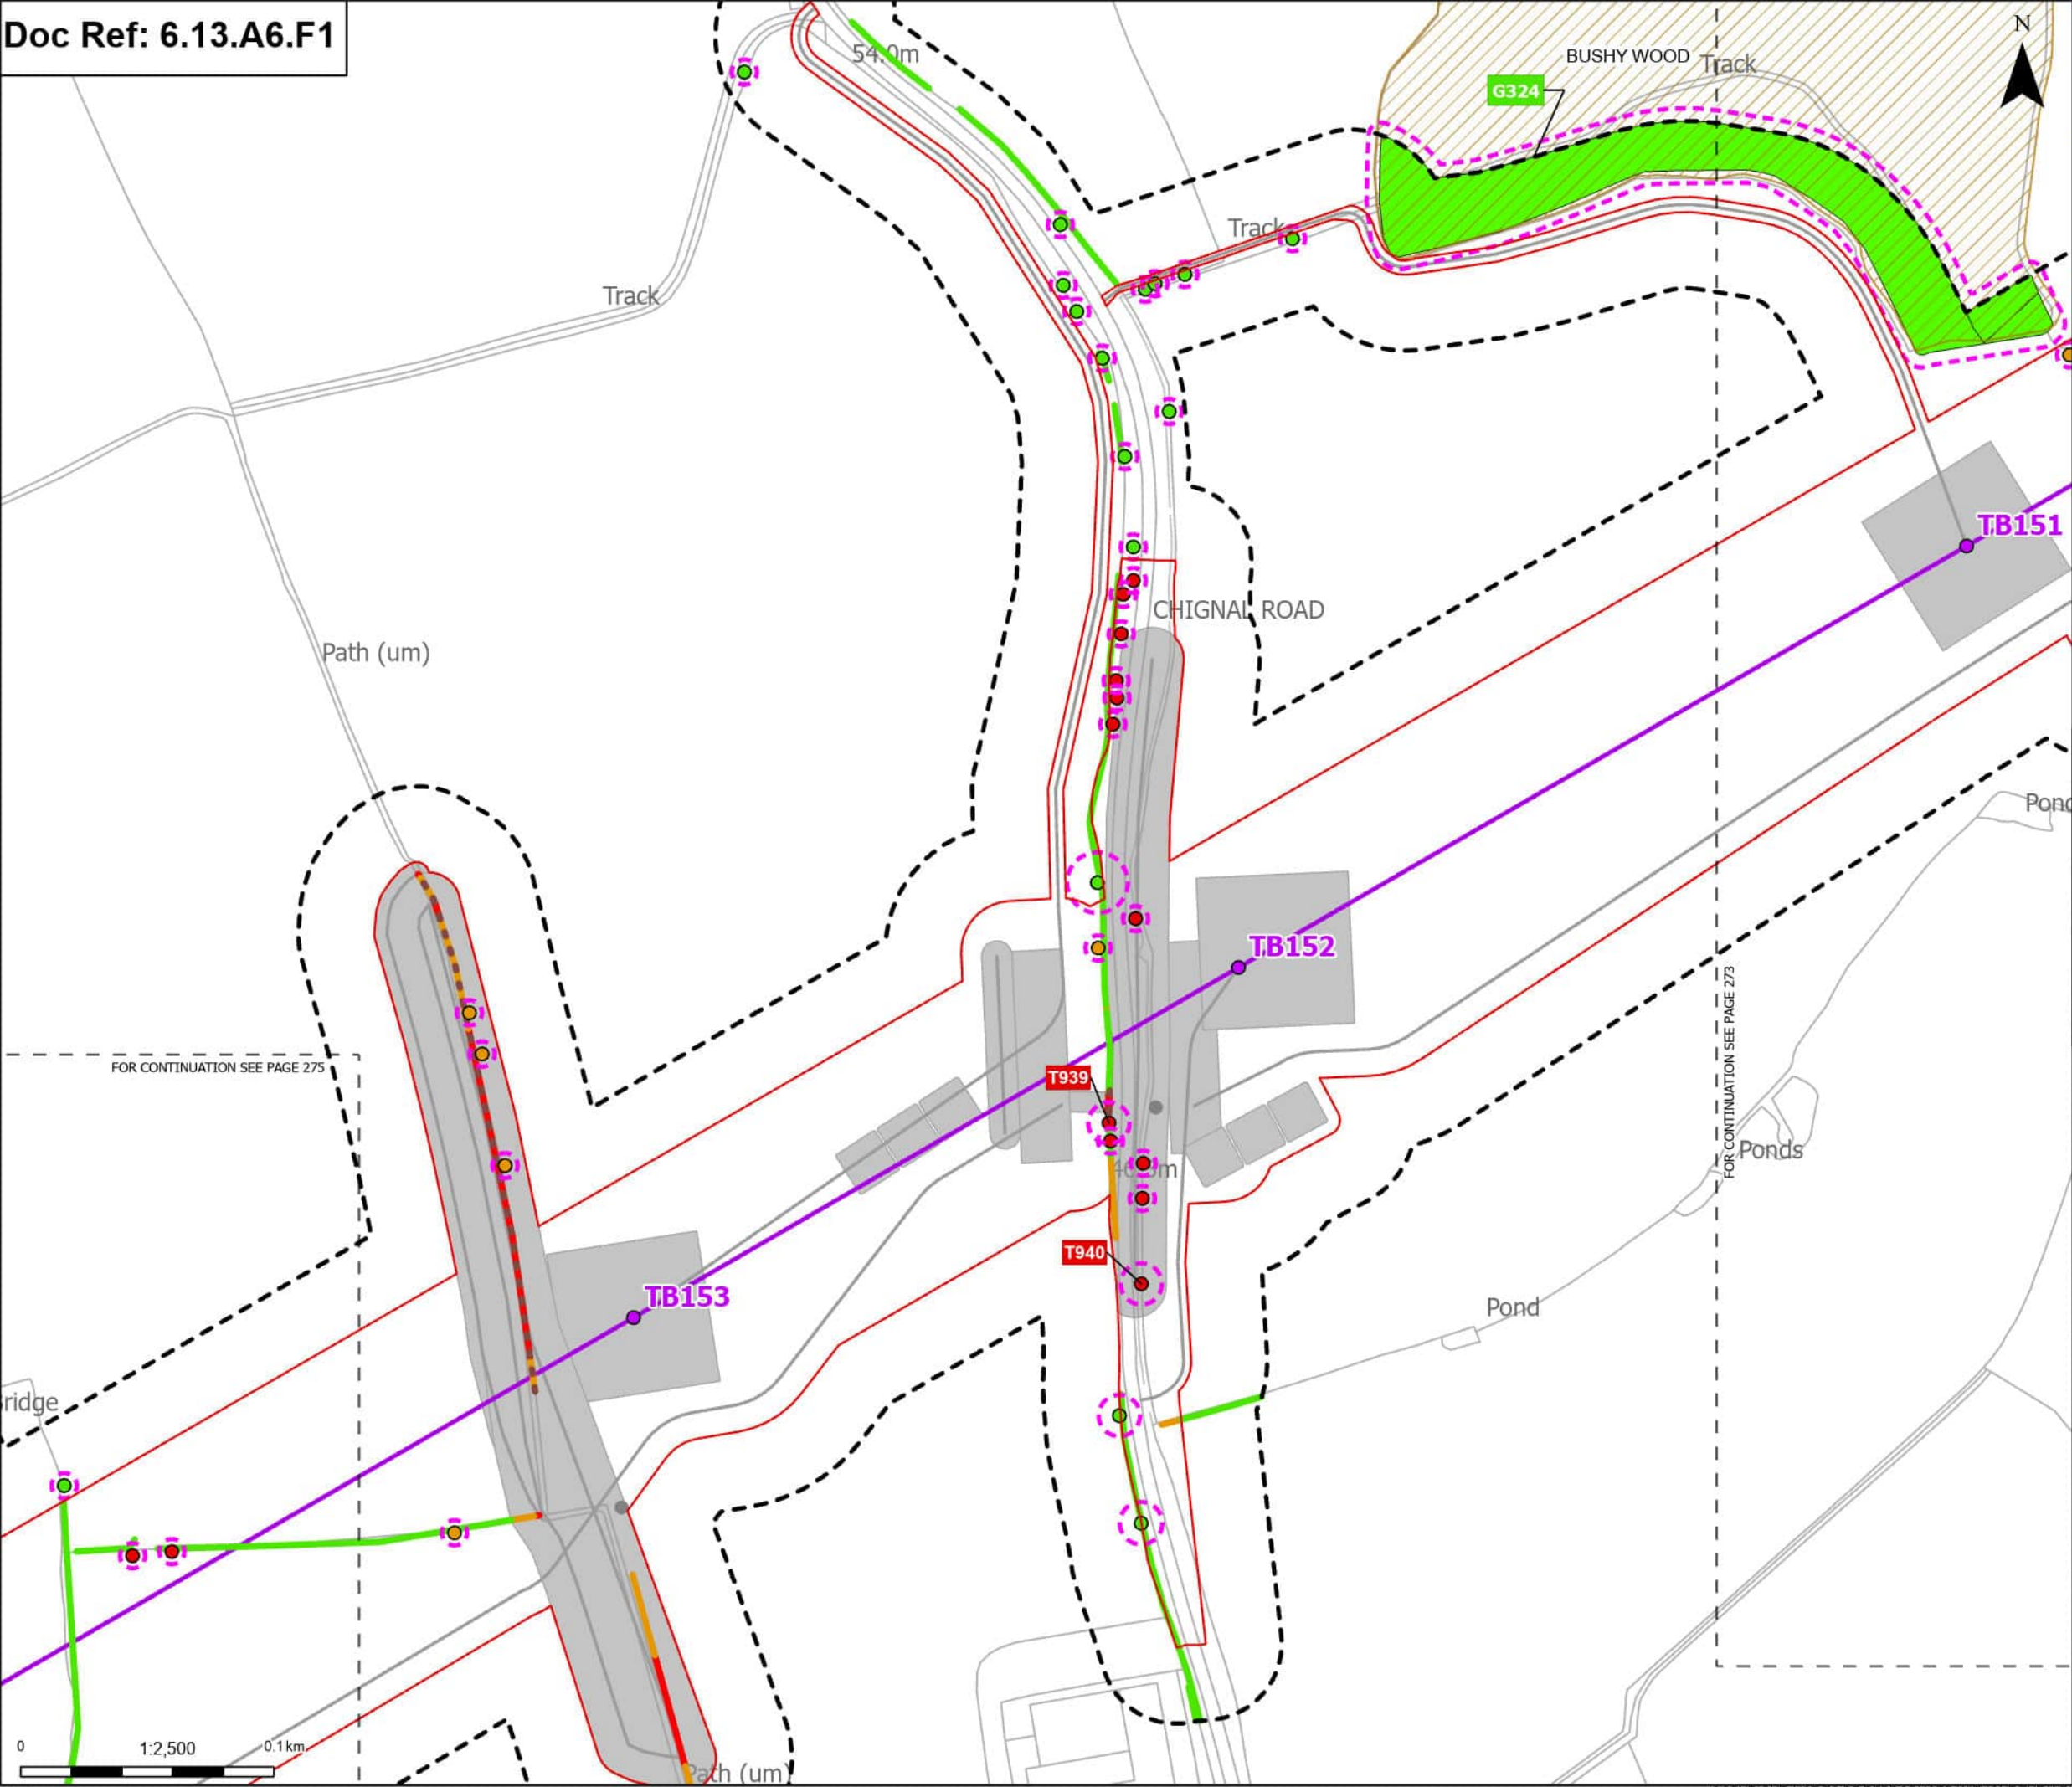 Doc Ref: 6.13.A6.F1
54.0m
BUSHY WOOD
Track
N
G324
Track
Track
TB151
CHIGNAL ROAD
Path (um)
Pond
TB152
FOR CONTINUATION SEE PAGE 275
FOR CONTINUATION SEE PAGE 273
T939
Ponds
T940
TB153
Pond
0
1:2,500
0.1 km
Path (um)